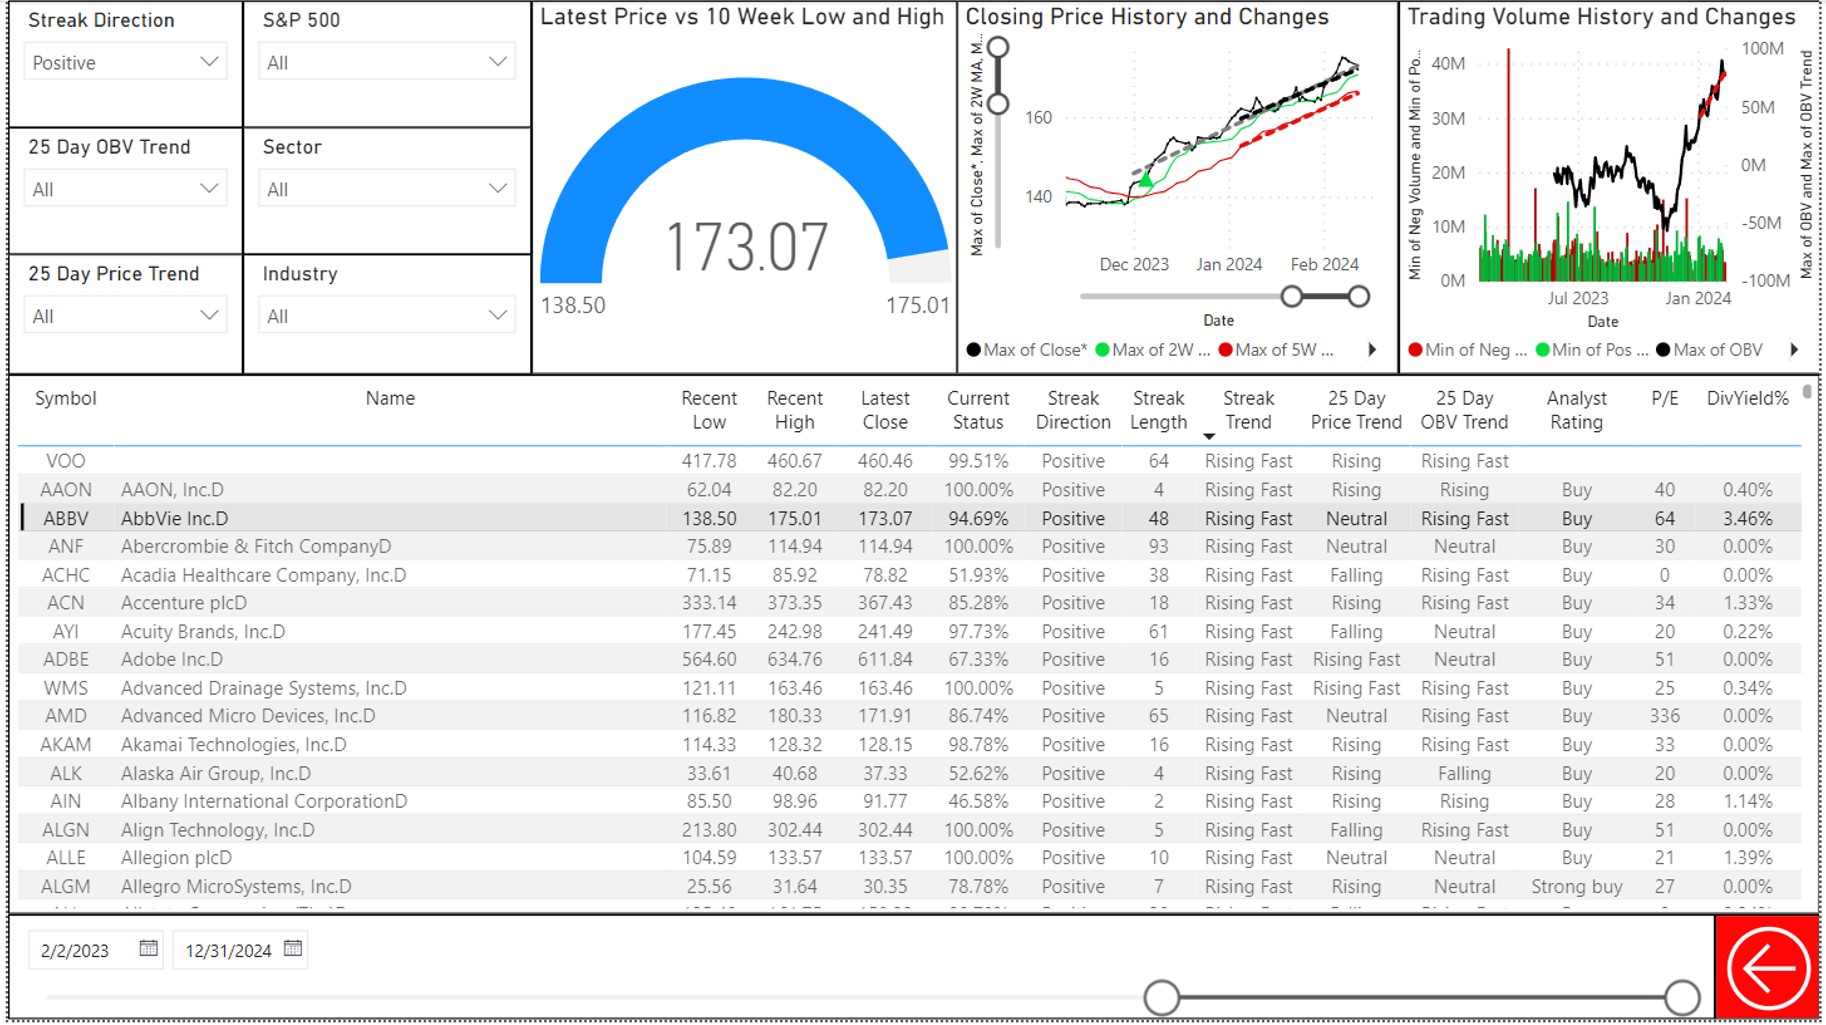 Streak Direction
Positive
S&P 500
All
25 Day OBV Trend
All
Sector
All
25 Day Price Trend
All
Industry
All
Latest Price vs 10 Week Low and High
173.07
138.50
175.01
Closing Price History and Changes
Max of Close*, Max of 2W MA, M...
160
140
Dec 2023 Jan 2024 Feb 2024
Date
Max of Close* Max of 2W ... Max of 5W ...
Trading Volume History and Changes
Min of Neg Volume and Min of Po...
40M
30M
20M
10M
0M
100M
50M
0M
-50M
-100M
Max of OBV and Max of OBV Trend
Jul 2023 Jan 2024
Date
Min of Neg ... Min of Pos ... Max of OBV
Symbol Name Recent Low Recent High Latest Close Current Status Streak Direction Streak Length Streak Trend 25 Day Price Trend 25 Day OBV Trend Analyst Rating P/E DivYield%
VOO 417.78 460.67 460.46 99.51% Positive 64 Rising Fast Rising Rising Fast
AAON AAON, Inc.D 62.04 82.20 82.20 100.00% Positive 4 Rising Fast Rising Rising Buy 40 0.40%
ABBV AbbVie Inc.D 138.50 175.01 173.07 94.69% Positive 48 Rising Fast Neutral Rising Fast Buy 64 3.46%
ANF Abercrombie & Fitch CompanyD 75.89 114.94 114.94 100.00% Positive 93 Rising Fast Neutral Neutral Buy 30 0.00%
ACHC Acadia Healthcare Company, Inc.D 71.15 85.92 78.82 51.93% Positive 38 Rising Fast Falling Rising Fast Buy 0 0.00%
ACN Accenture plcD 333.14 373.35 367.43 85.28% Positive 18 Rising Fast Rising Rising Fast Buy 34 1.33%
AYI Acuity Brands, Inc.D 177.45 242.98 241.49 97.73% Positive 61 Rising Fast Falling Neutral Buy 20 0.22%
ADBE Adobe Inc.D 564.60 634.76 611.84 67.33% Positive 16 Rising Fast Rising Fast Neutral Buy 51 0.00%
WMS Advanced Drainage Systems, Inc.D 121.11 163.46 163.46 100.00% Positive 5 Rising Fast Rising Fast Rising Fast Buy 25 0.34%
AMD Advanced Micro Devices, Inc.D 116.82 180.33 171.91 86.74% Positive 65 Rising Fast Neutral Rising Fast Buy 336 0.00%
AKAM Akamai Technologies, Inc.D 114.33 128.32 128.15 98.78% Positive 16 Rising Fast Rising Rising Fast Buy 33 0.00%
ALK Alaska Air Group, Inc.D 33.61 40.68 37.33 52.62% Positive 4 Rising Fast Rising Falling Buy 20 0.00%
AIN Albany International CorporationD 85.50 98.96 91.77 46.58% Positive 2 Rising Fast Rising Rising Buy 28 1.14%
ALGN Align Technology, Inc.D 213.80 302.44 302.44 100.00% Positive 5 Rising Fast Falling Rising Fast Buy 51 0.00%
ALLE Allegion plcD 104.59 133.57 133.57 100.00% Positive 10 Rising Fast Neutral Neutral Buy 21 1.39%
ALGM Allegro MicroSystems, Inc.D 25.56 31.64 30.35 78.78% Positive 7 Rising Fast Rising Neutral Strong buy 27 0.00%
2/2/2023 12/31/2024